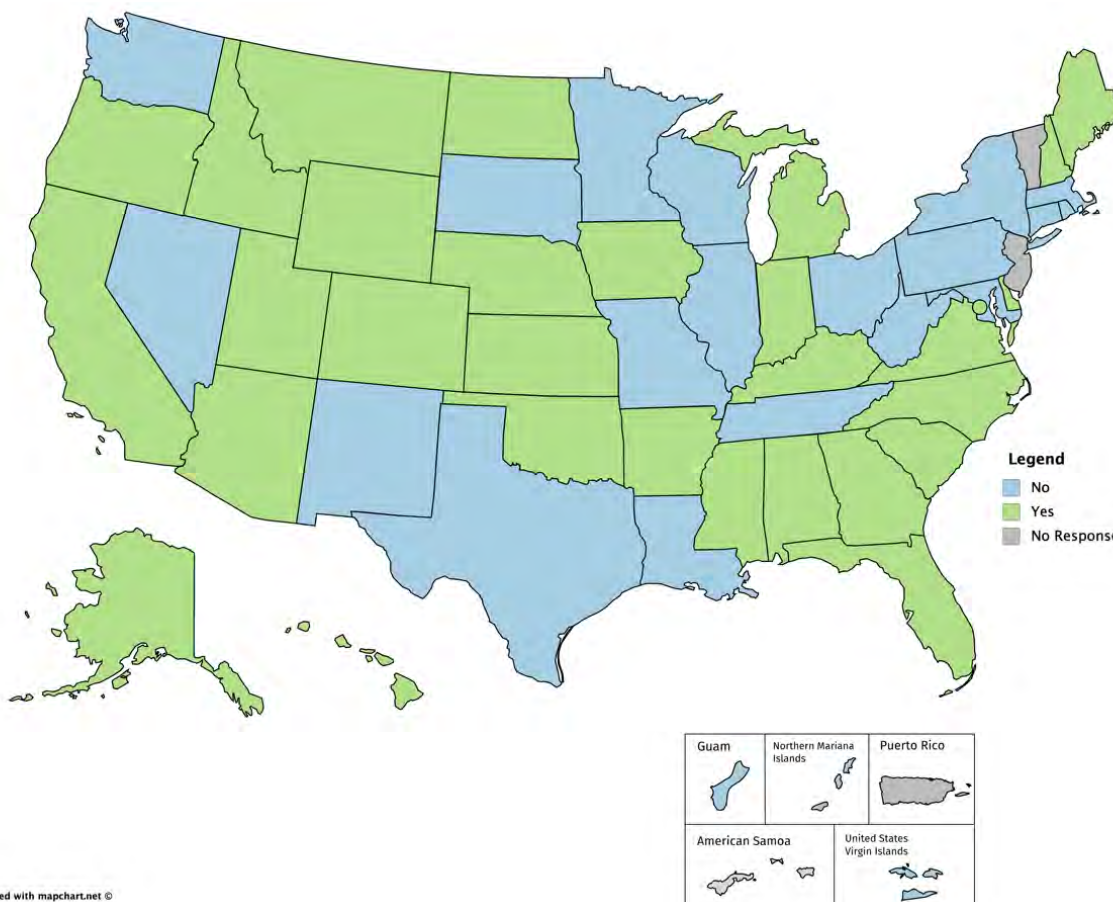 Legend
No
Yes
No Response
Guam
Northern Mariana
Islands
Puerto Rico
American Samoa
United States
Virgin Islands
ed with mapchart.net ©